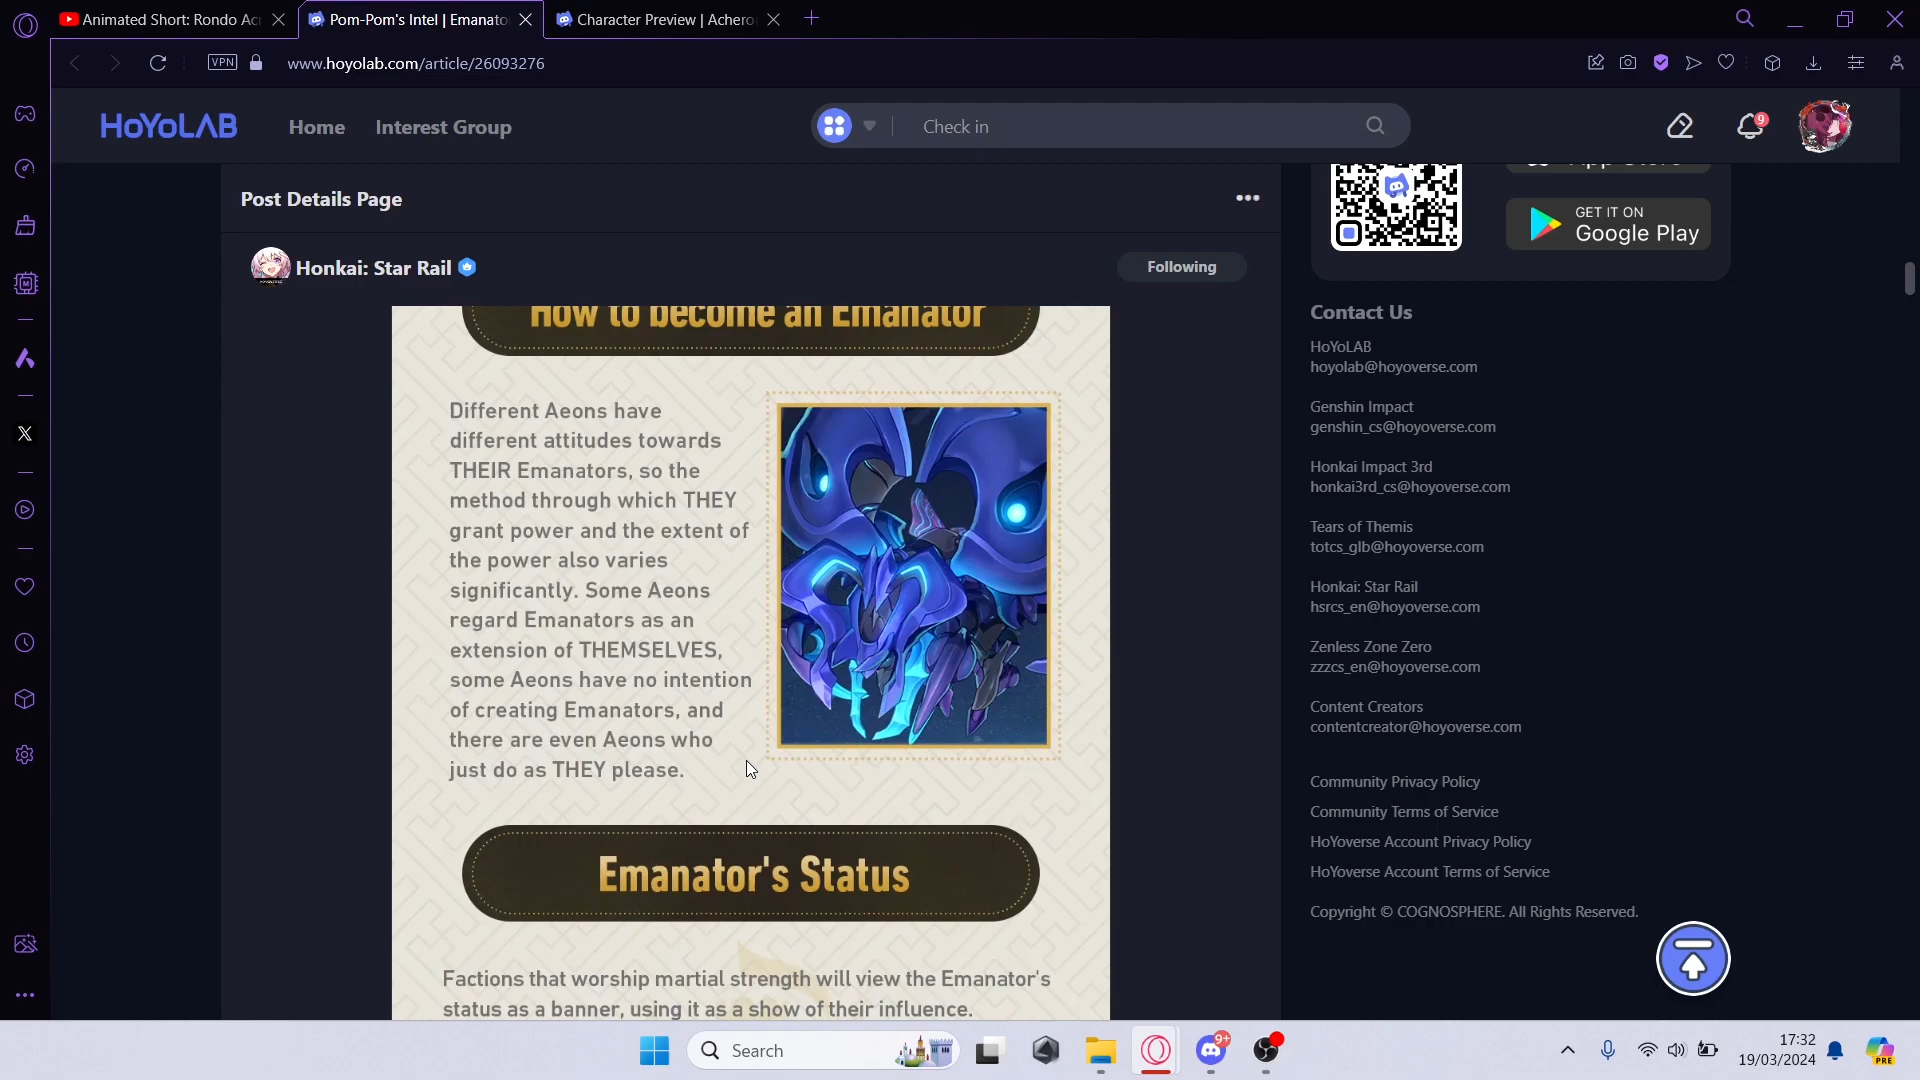 Animated Short: Rondo Ac
Pom-Pom's Intel | Emanato
Character Preview | Achero
VPN
www.hoyolab.com/article/26093276
HoYoLAB
Home
Interest Group
Check in
9
Post Details Page
GET IT ON
Google Play
Honkai: Star Rail
Following
How to become an Emanator
Different Aeons have
different attitudes towards
THEIR Emanators, so the
method through which THEY
grant power and the extent of
the power also varies
significantly. Some Aeons
regard Emanators as an
extension of THEMSELVES,
some Aeons have no intention
of creating Emanators, and
there are even Aeons who
just do as THEY please.
Emanator's Status
Factions that worship martial strength will view the Emanator's
status as a banner, using it as a show of their influence.
Contact Us
HoYoLAB
hoyolab@hoyoverse.com
Genshin Impact
genshin_cs@hoyoverse.com
Honkai Impact 3rd
honkai3rd_cs@hoyoverse.com
Tears of Themis
totcs_glb@hoyoverse.com
Honkai: Star Rail
hsrcs_en@hoyoverse.com
Zenless Zone Zero
zzzcs_en@hoyoverse.com
Content Creators
contentcreator@hoyoverse.com
Community Privacy Policy
Community Terms of Service
HoYoverse Account Privacy Policy
HoYoverse Account Terms of Service
Copyright © COGNOSPHERE. All Rights Reserved.
Search
9+
17:32
19/03/2024
PRE